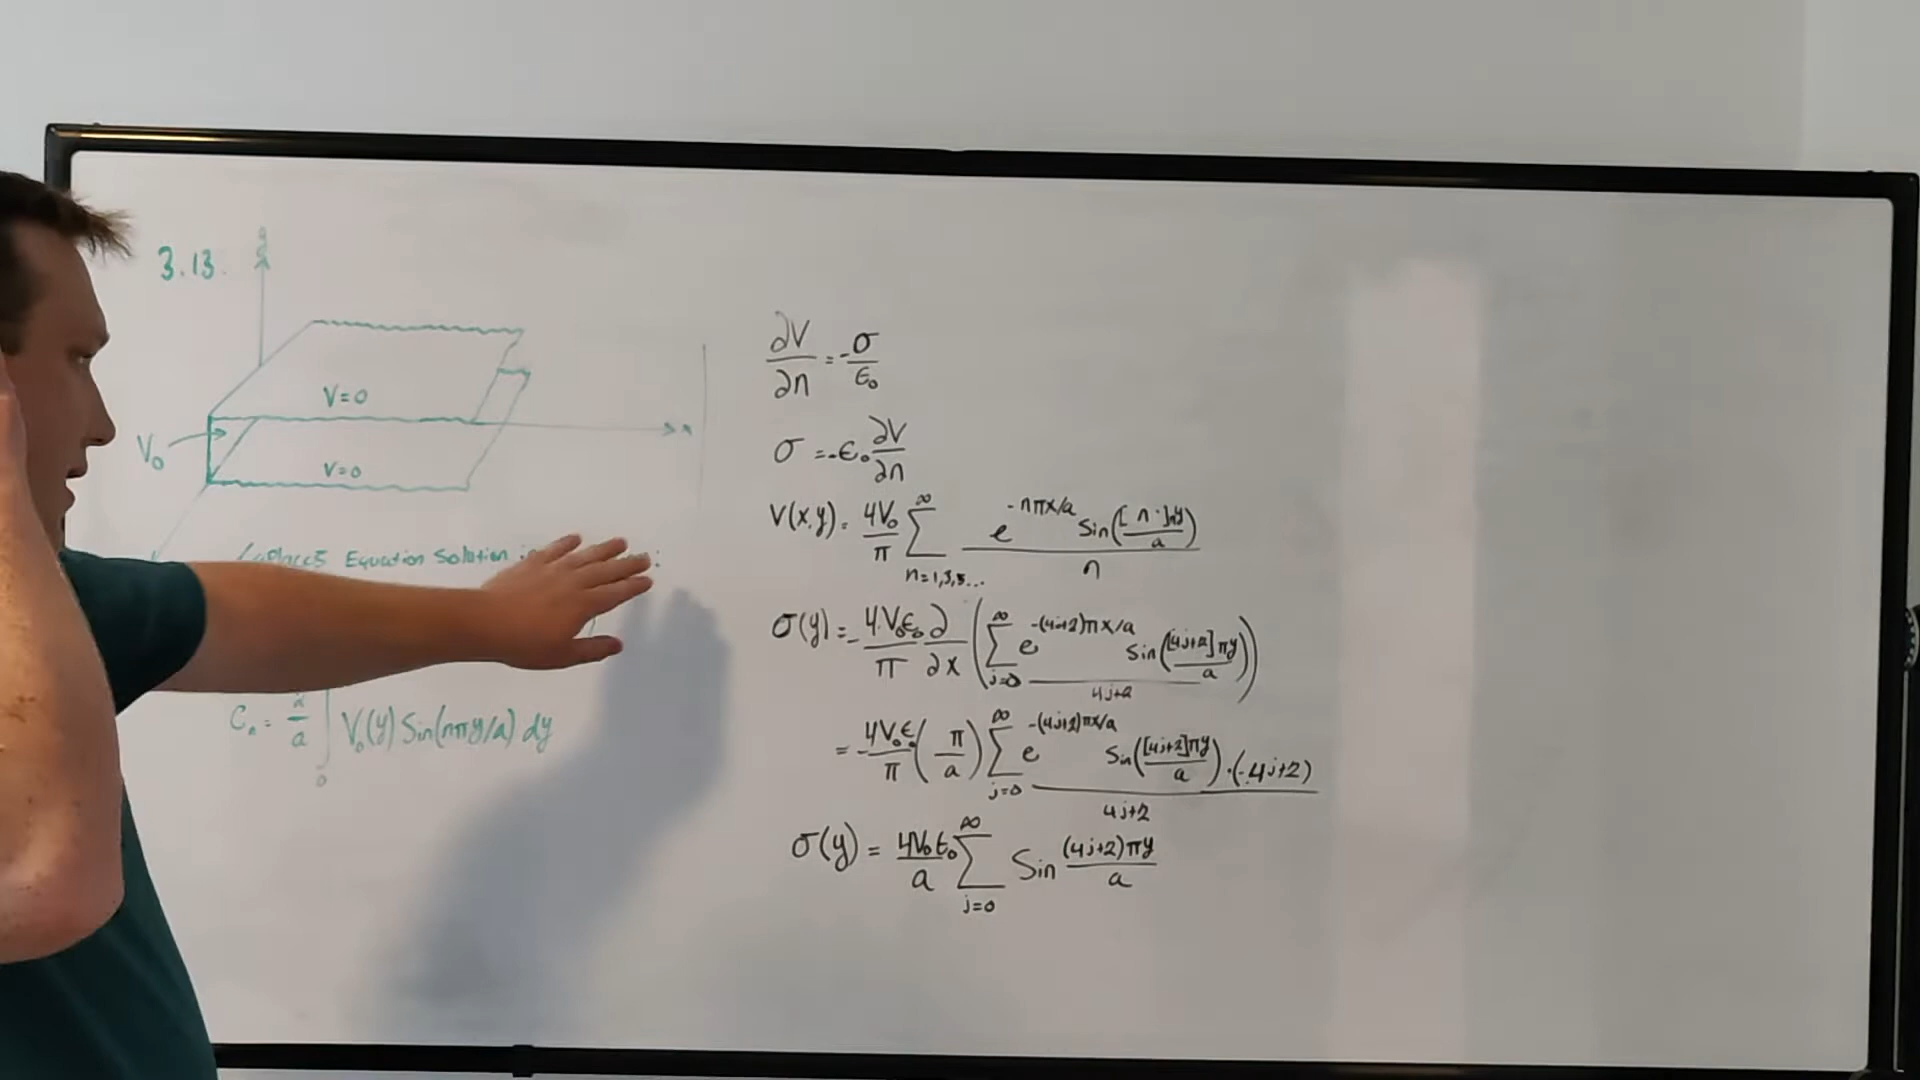 3.13.
y
V=0
x
V₀
V=0
LaPlace's Equation Solution
Cₙ = 2/a ∫₀ V₀(y) Sin(nπy/a) dy
∂V/∂n = -σ/ε₀
σ = -ε₀ ∂V/∂n
V(x,y) = 4V₀/π ∑_{n=1,3,5...}^∞ e^{-nπx/a} Sin([n·]πy/a) / n
σ(y) = -4V₀ε₀/π ∂/∂x (∑_{j=0}^∞ e^{-(4j+2)πx/a} Sin([4j+2]πy/a) / 4j+2)
= -4V₀ε₀/π (π/a) ∑_{j=0}^∞ e^{-(4j+2)πx/a} Sin([4j+2]πy/a)·(-4j+2) / 4j+2
σ(y) = 4V₀ε₀/a ∑_{j=0}^∞ Sin (4j+2)πy/a